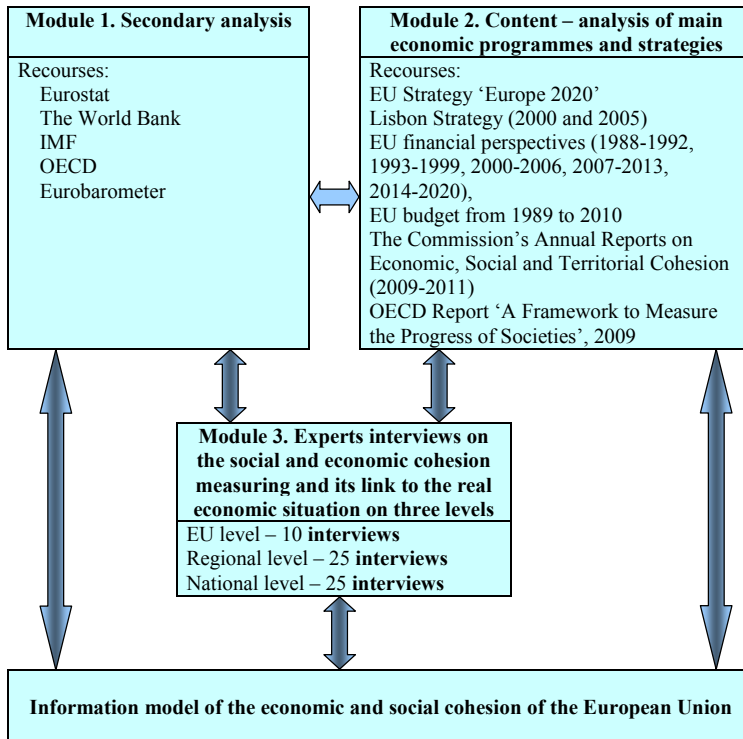 Module 1. Secondary analysis
Recourses:
Eurostat
The World Bank
IMF
OECD
Eurobarometer
Module 2. Content – analysis of main
economic programmes and strategies
Recourses:
EU Strategy ‘Europe 2020’
Lisbon Strategy (2000 and 2005)
EU financial perspectives (1988-1992,
1993-1999, 2000-2006, 2007-2013,
2014-2020),
EU budget from 1989 to 2010
The Commission’s Annual Reports on
Economic, Social and Territorial Cohesion
(2009-2011)
OECD Report ‘A Framework to Measure
the Progress of Societies’, 2009
Module 3. Experts interviews on
the social and economic cohesion
measuring and its link to the real
economic situation on three levels
EU level – 10 interviews
Regional level – 25 interviews
National level – 25 interviews
Information model of the economic and social cohesion of the European Union